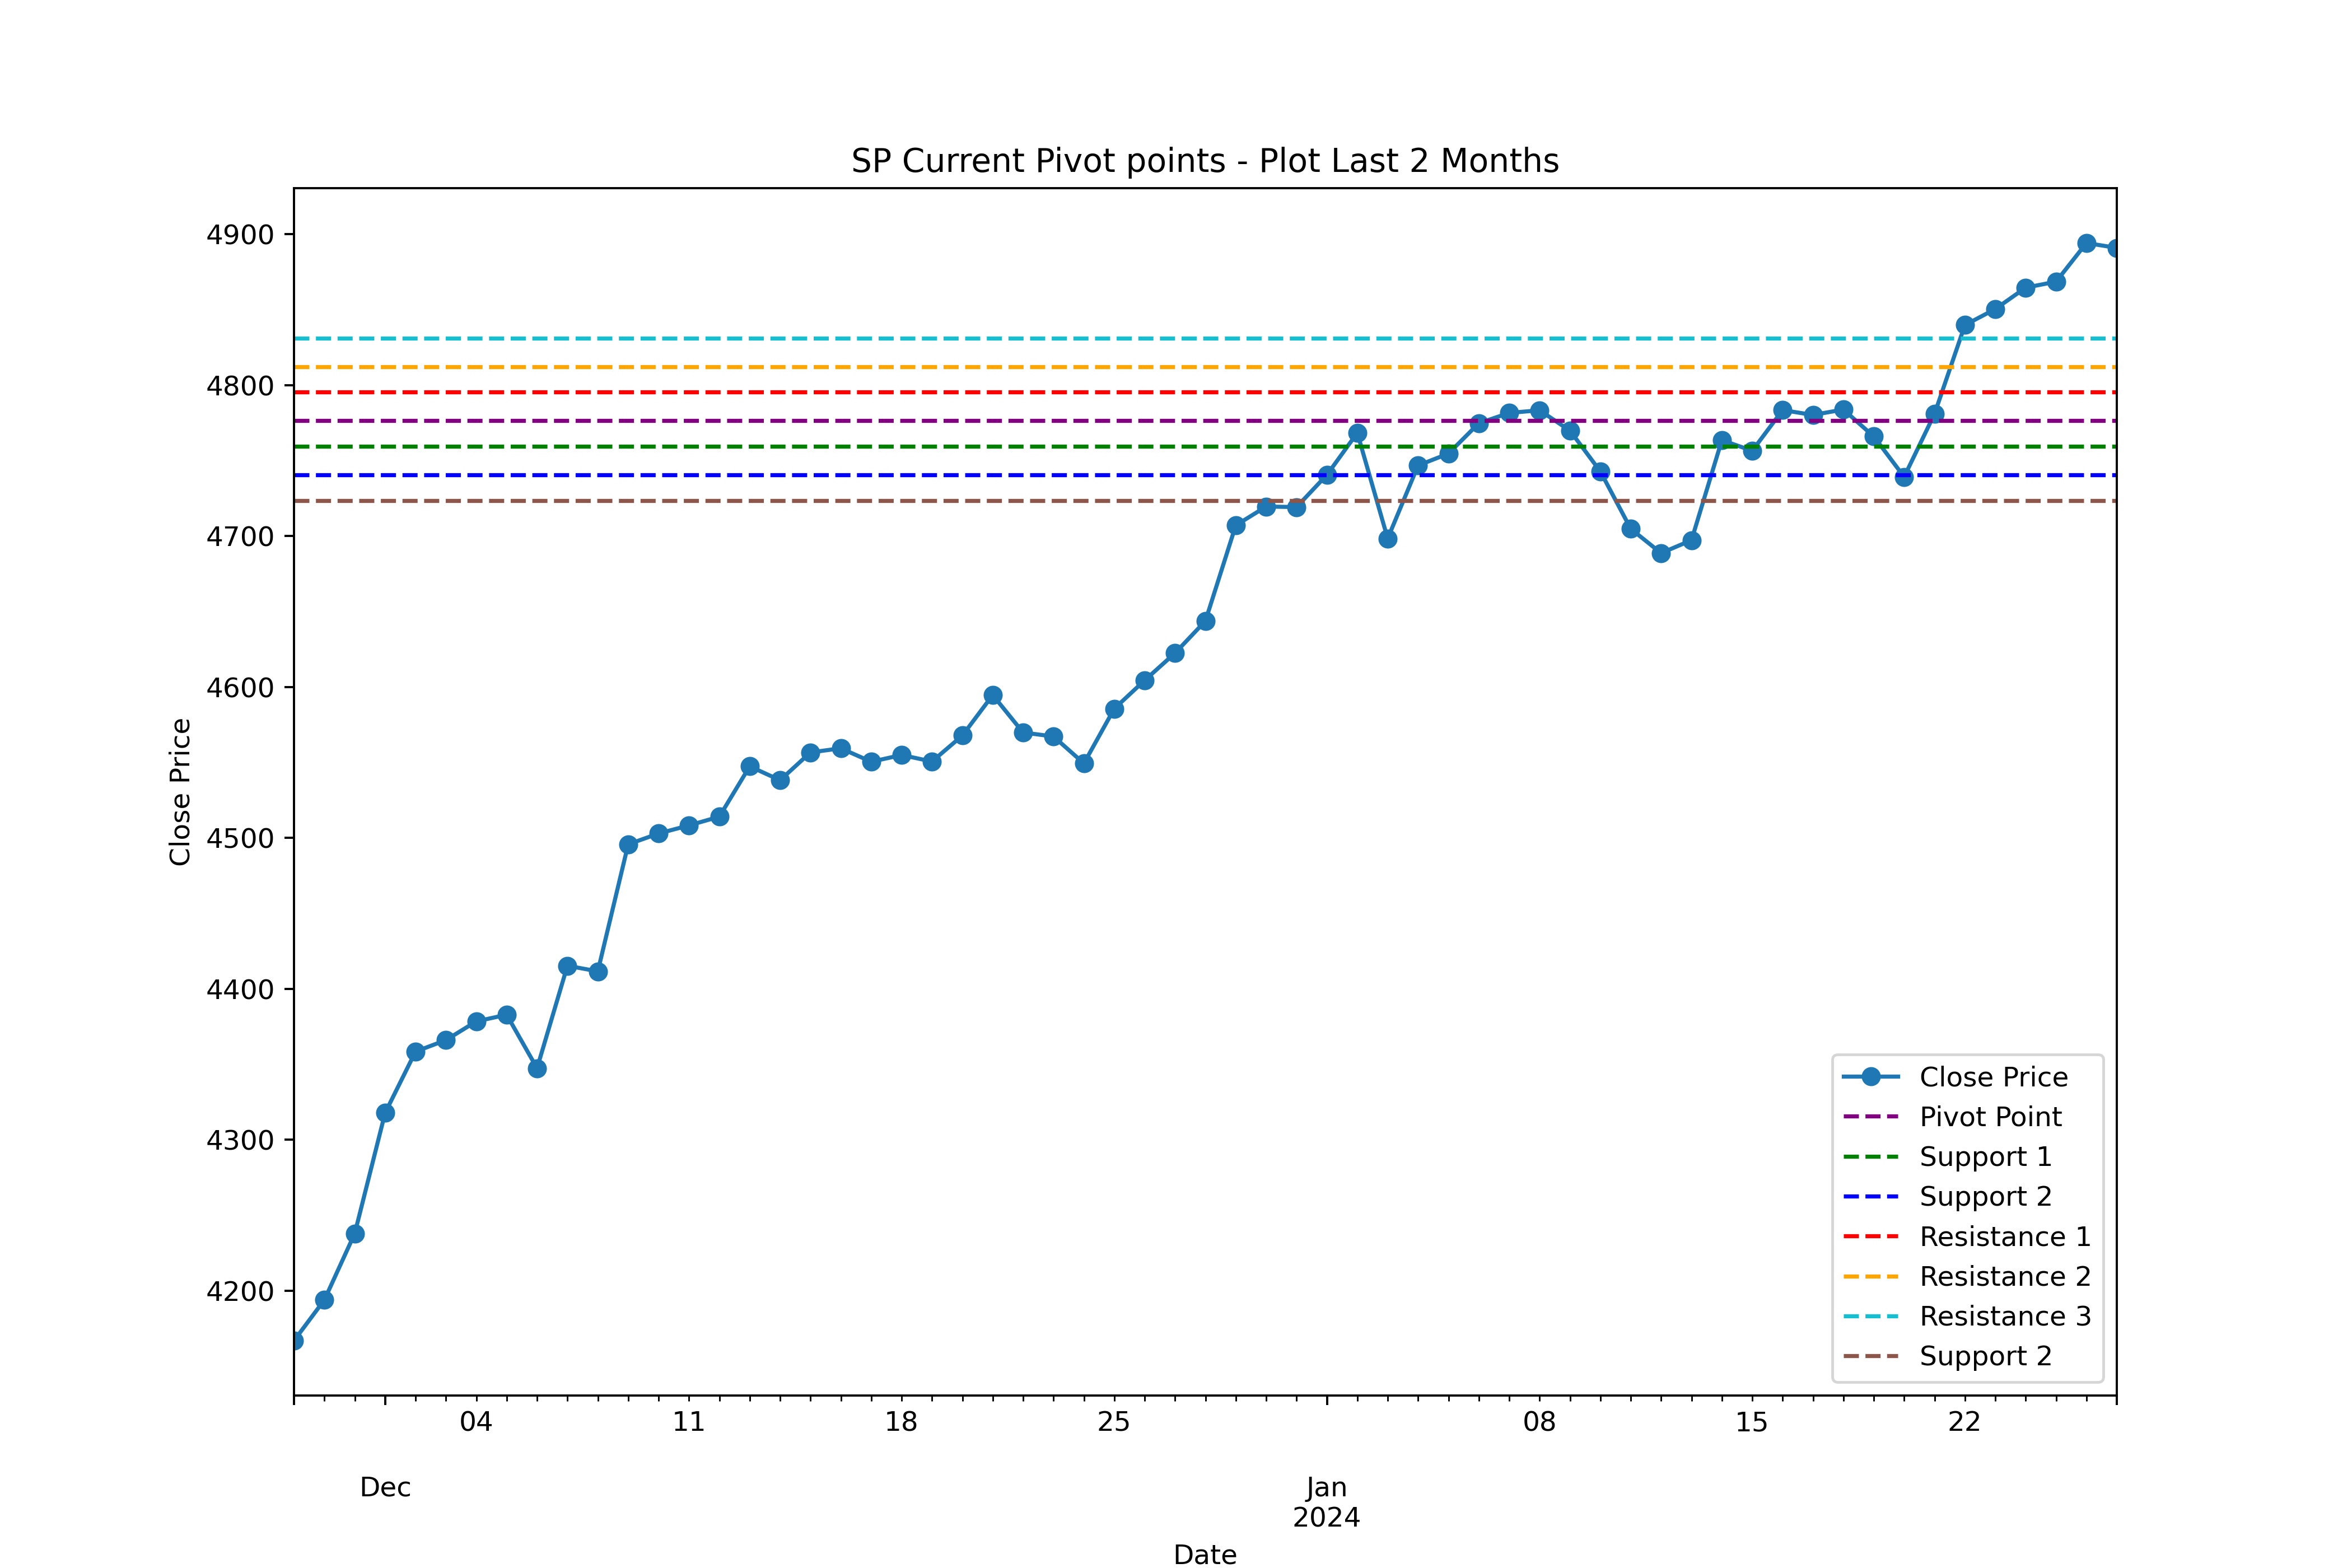 SP Current Pivot points - Plot Last 2 Months
4900
4800
4700
4600
4500
4400
4300
4200
Close Price
Close Price
Pivot Point
Support 1
Support 2
Resistance 1
Resistance 2
Resistance 3
Support 2
04 11 18 25 08 15 22
Dec Jan
2024
Date